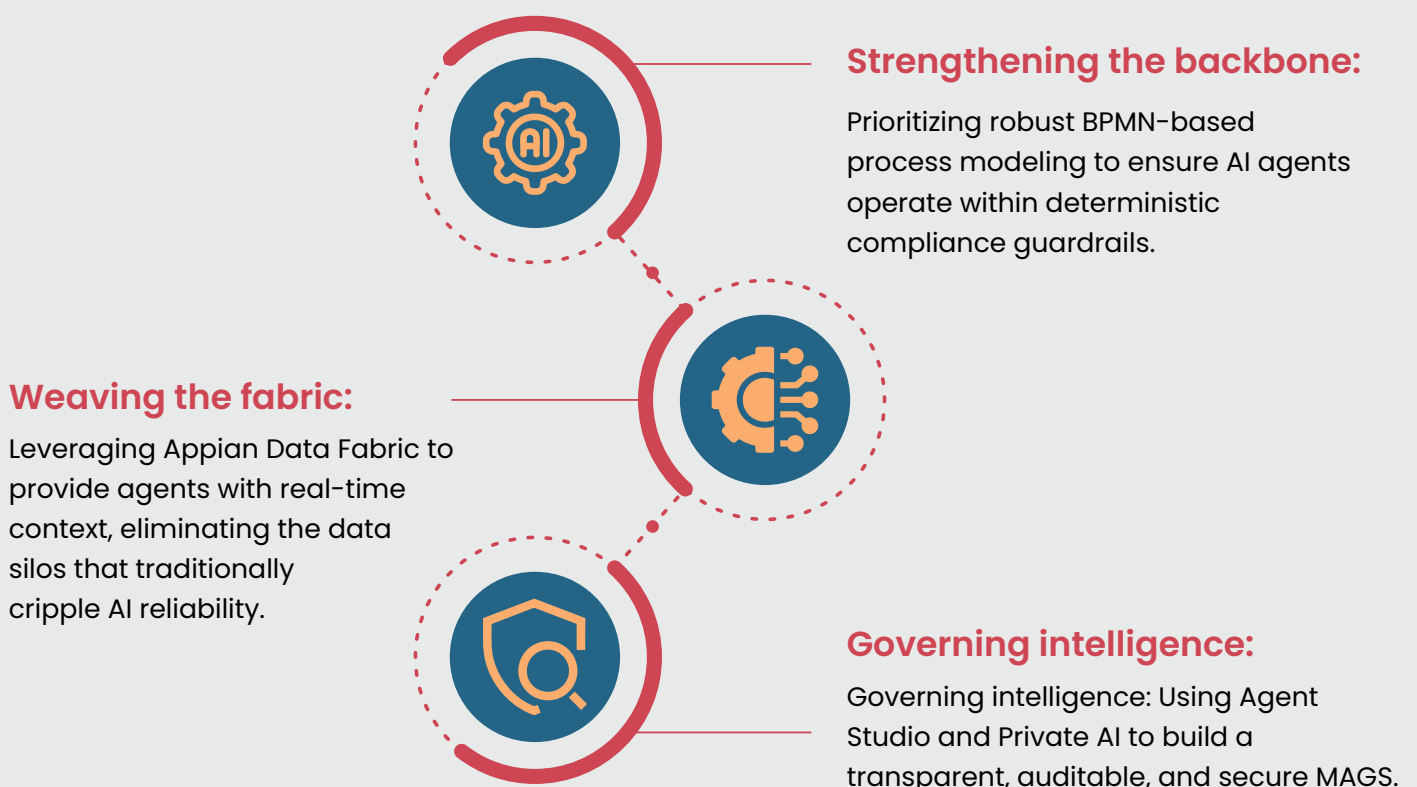 AI
Strengthening the backbone:
Prioritizing robust BPMN-based
process modeling to ensure AI agents
operate within deterministic
compliance guardrails.
Weaving the fabric:
Leveraging Appian Data Fabric to
provide agents with real-time
context, eliminating the data
silos that traditionally
cripple AI reliability.
Governing intelligence:
Governing intelligence: Using Agent
Studio and Private AI to build a
transparent, auditable, and secure MAGS.